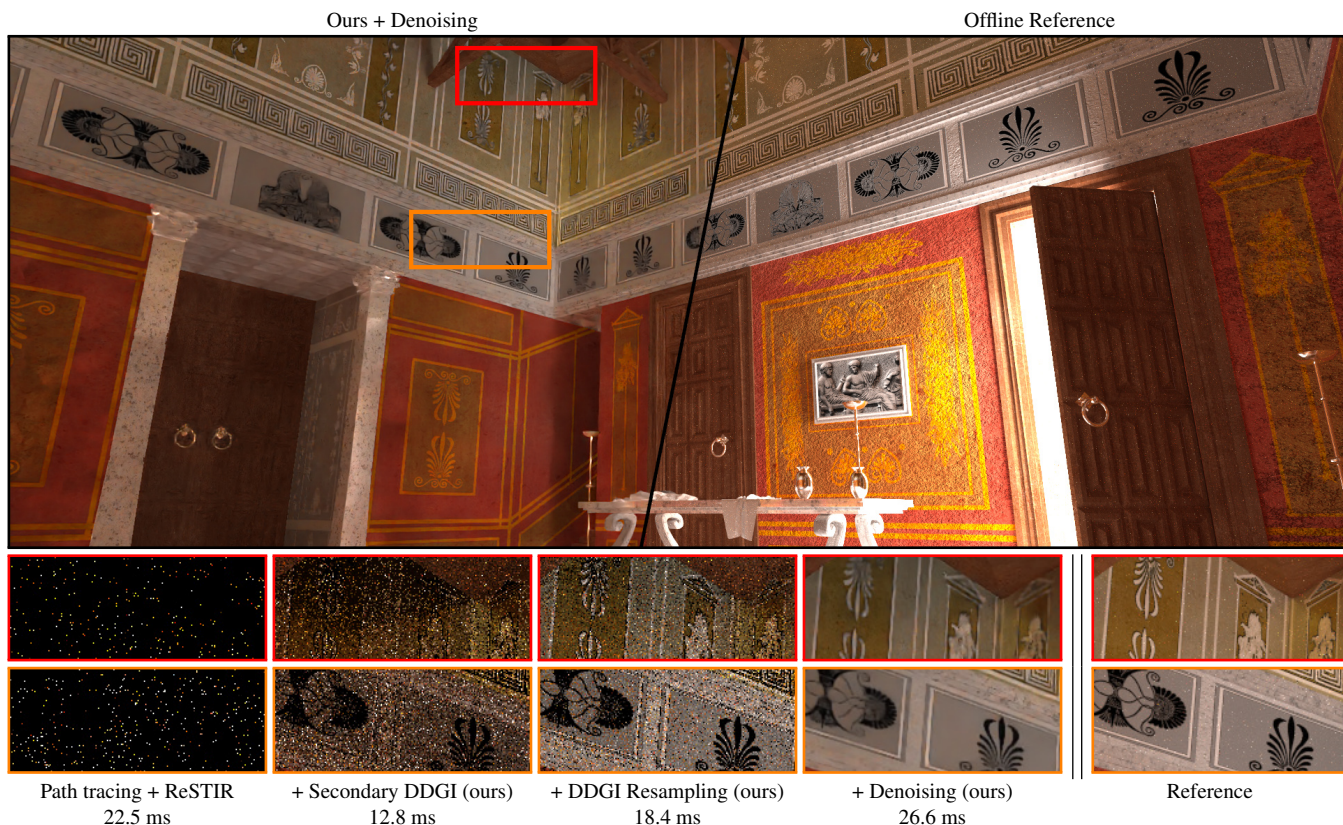 Ours + Denoising
Offline Reference
Path tracing + ReSTIR
+ Secondary DDGI (ours)
+ DDGI Resampling (ours)
+ Denoising (ours)
Reference
22.5 ms
12.8 ms
18.4 ms
26.6 ms